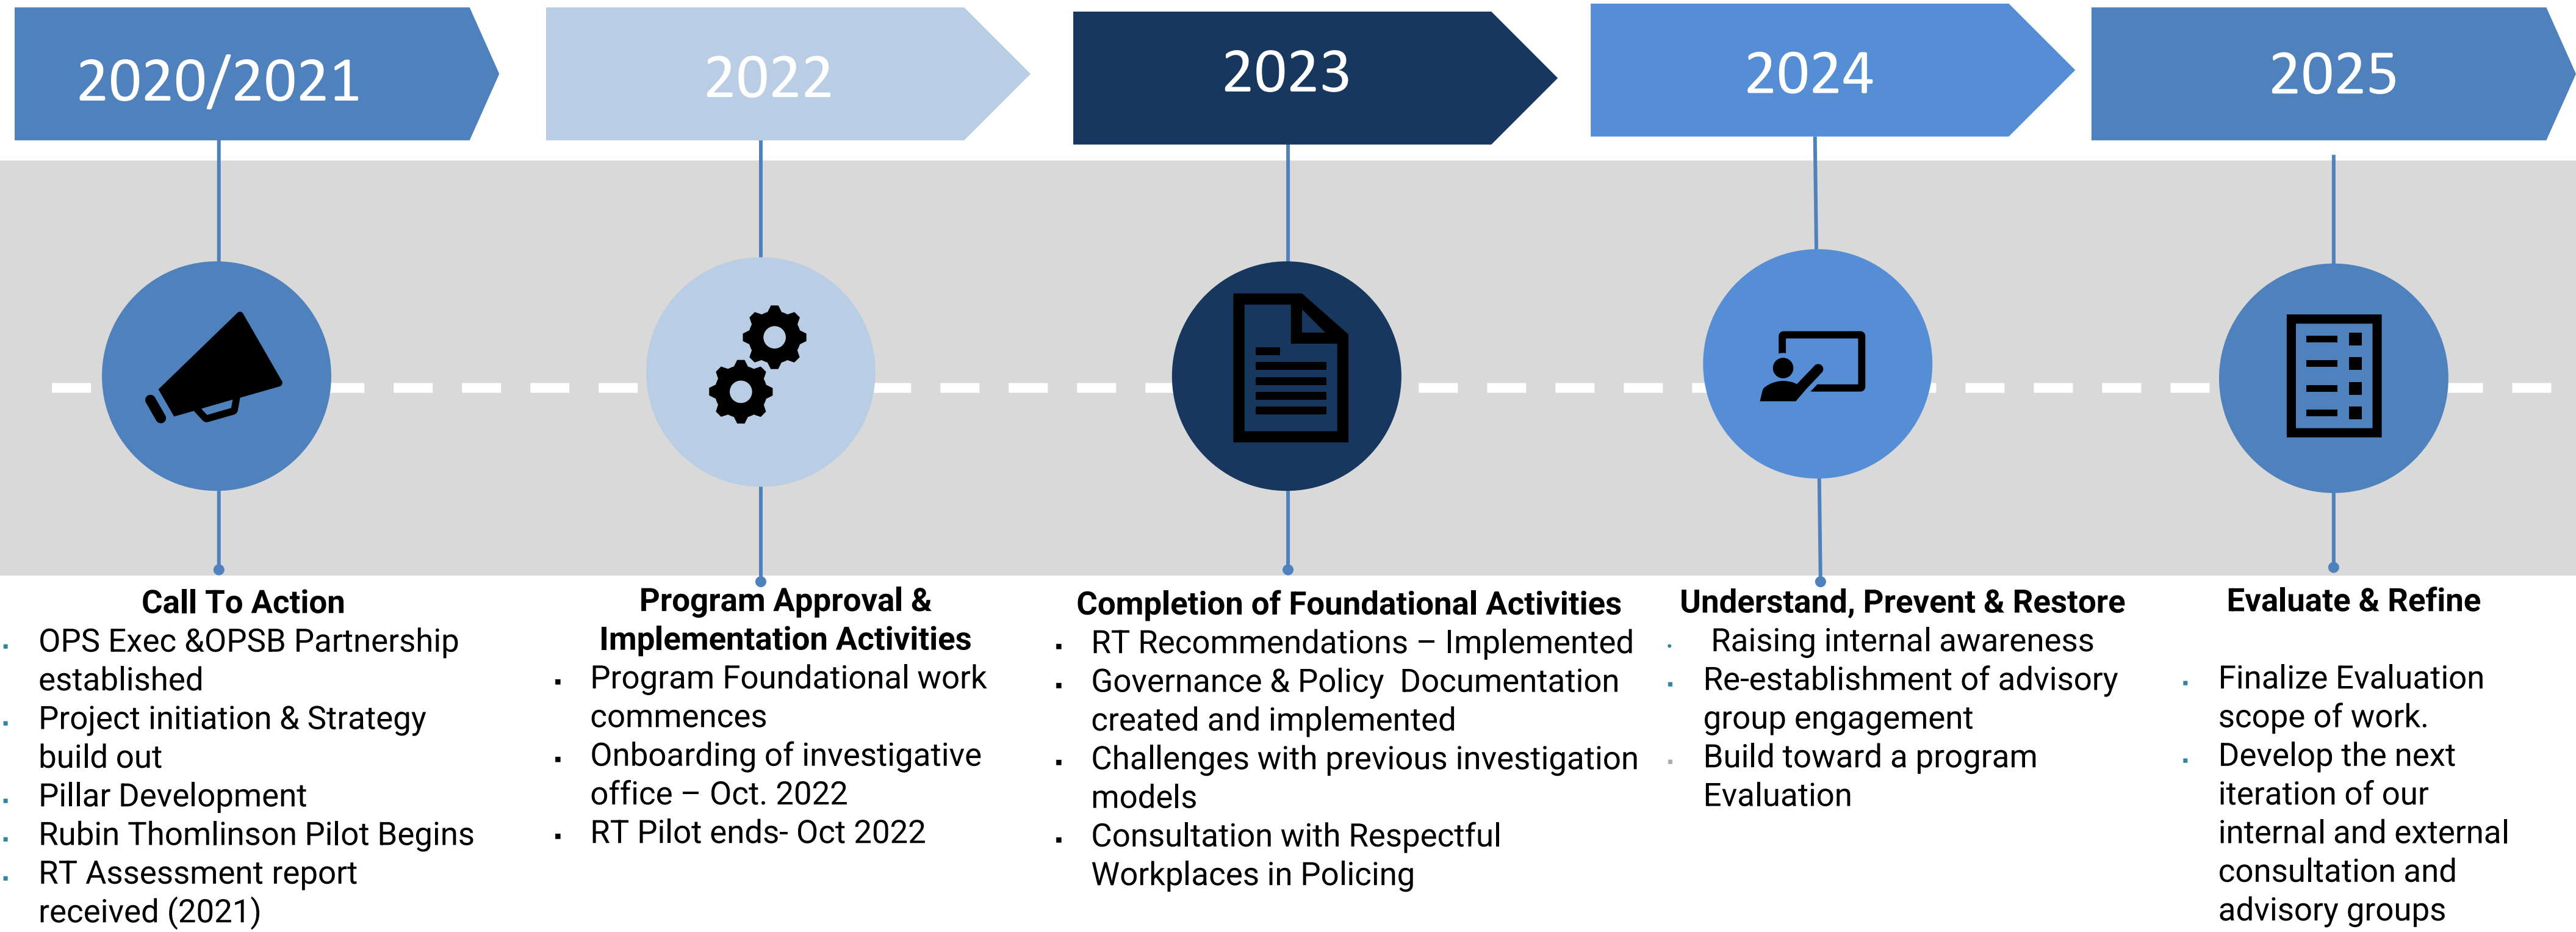 2020/2021
2022
2023
2024
2025
Call To Action
OPS Exec &OPSB Partnership
established
Project initiation & Strategy
build out
Pillar Development
Rubin Thomlinson Pilot Begins
RT Assessment report
received (2021)
Program Approval &
Implementation Activities
Program Foundational work
commences
Onboarding of investigative
office – Oct. 2022
RT Pilot ends- Oct 2022
Completion of Foundational Activities
RT Recommendations – Implemented
Governance & Policy  Documentation
created and implemented
Challenges with previous investigation
models
Consultation with Respectful
Workplaces in Policing
Understand, Prevent & Restore
Raising internal awareness
Re-establishment of advisory
group engagement
Build toward a program
Evaluation
Evaluate & Refine
Finalize Evaluation
scope of work.
Develop the next
iteration of our
internal and external
consultation and
advisory groups